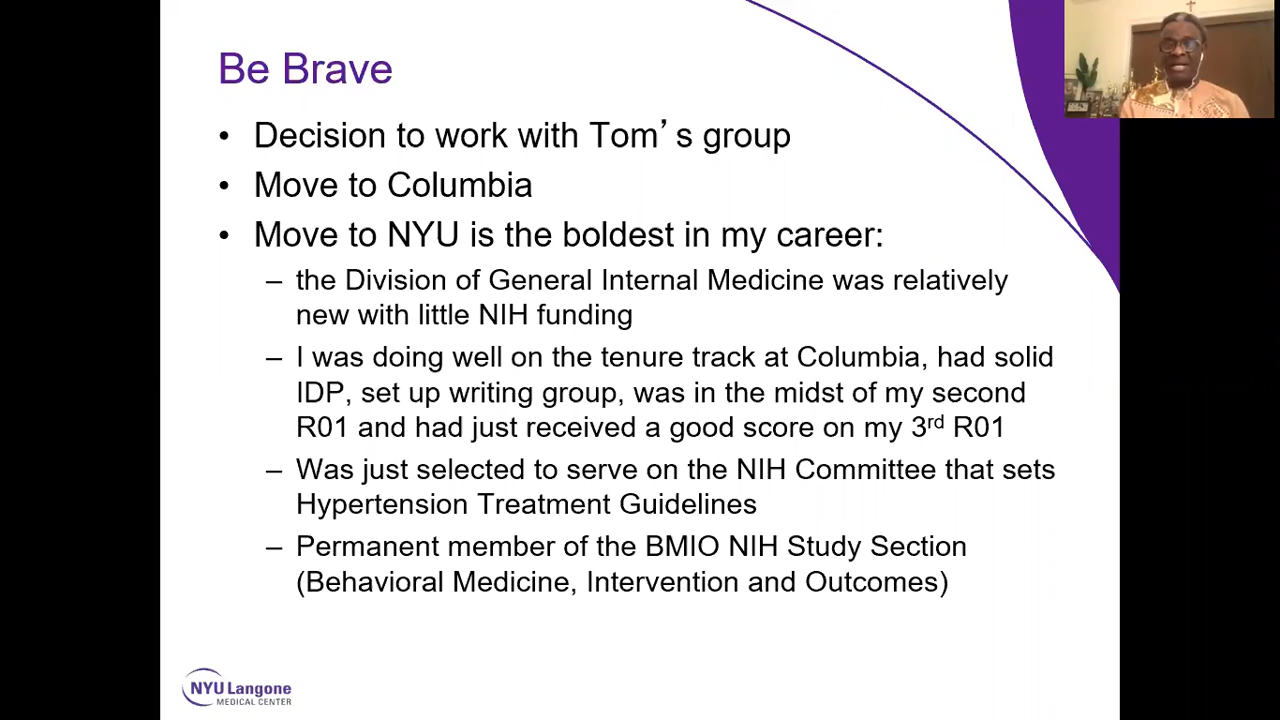 Be Brave
• Decision to work with Tom’s group
• Move to Columbia
• Move to NYU is the boldest in my career:
– the Division of General Internal Medicine was relatively
new with little NIH funding
– I was doing well on the tenure track at Columbia, had solid
IDP, set up writing group, was in the midst of my second
R01 and had just received a good score on my 3rd R01
– Was just selected to serve on the NIH Committee that sets
Hypertension Treatment Guidelines
– Permanent member of the BMIO NIH Study Section
(Behavioral Medicine, Intervention and Outcomes)
NYU Langone
MEDICAL CENTER